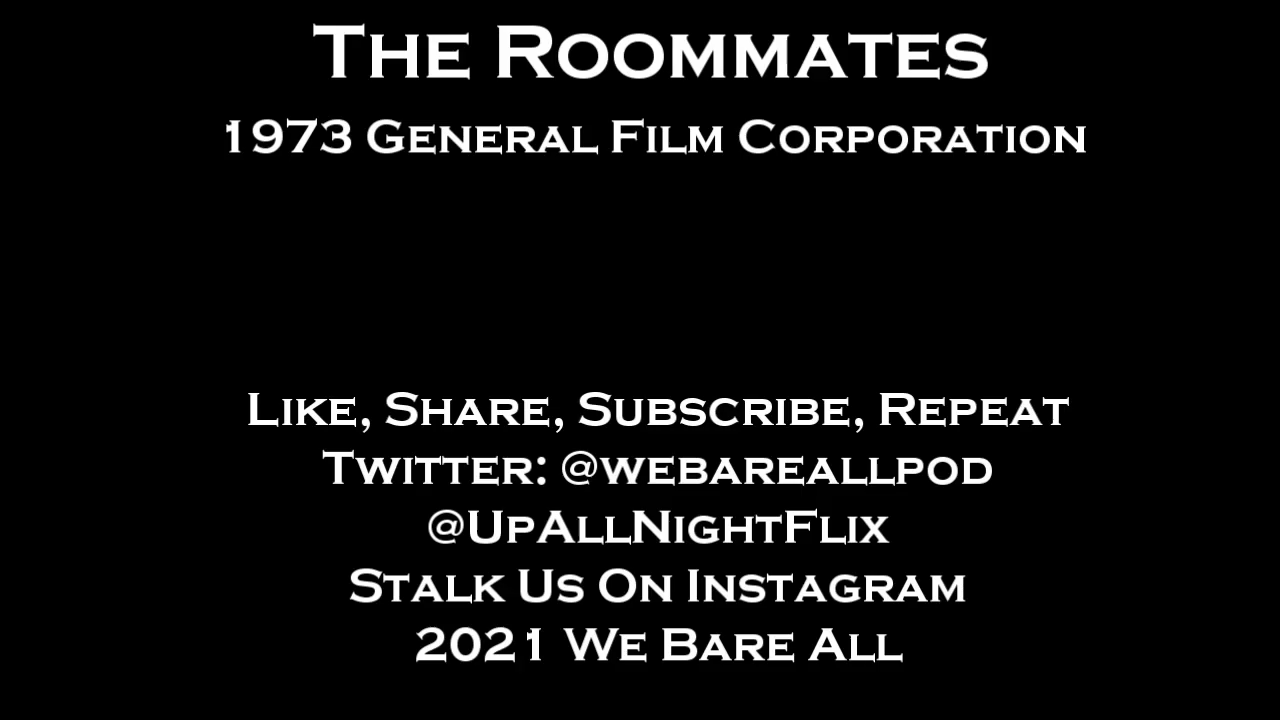 The Roommates
1973 General Film Corporation
Like, Share, Subscribe, Repeat
Twitter: @webareallpod
@UpAllNightFlix
Stalk Us On Instagram
2021 We Bare All